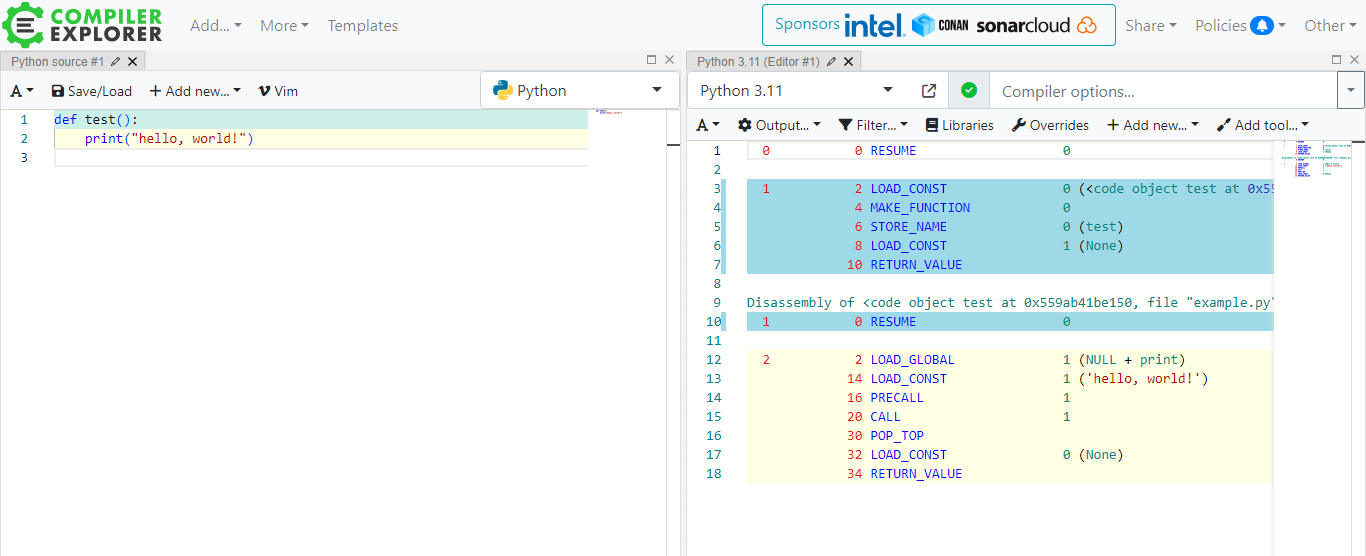 COMPILER
EXPLORER
Add...
More
Templates
Sponsors intel. CONAN sonarcloud
Share
Policies
Other
Python source #1
A Save/Load + Add new... Vim
Python
1 def test():
2 print("hello, world!")
3
Python 3.11 (Editor #1)
Python 3.11
Compiler options...
A Output... Filter... Libraries Overrides + Add new... Add tool...
1 0 0 RESUME 0
2
3 1 2 LOAD_CONST 0 (<code object test at 0x55
4 4 MAKE_FUNCTION 0
5 6 STORE_NAME 0 (test)
6 8 LOAD_CONST 1 (None)
7 10 RETURN_VALUE
8
9 Disassembly of <code object test at 0x559ab41be150, file "example.py"
10 1 0 RESUME 0
11
12 2 2 LOAD_GLOBAL 1 (NULL + print)
13 14 LOAD_CONST 1 ('hello, world!')
14 16 PRECALL 1
15 20 CALL 1
16 30 POP_TOP
17 32 LOAD_CONST 0 (None)
18 34 RETURN_VALUE